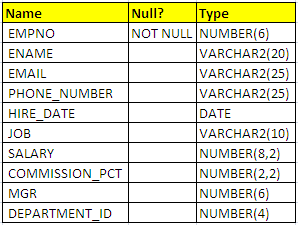 Name Null? Type
EMPNO NOT NULL NUMBER(6)
ENAME VARCHAR2(20)
EMAIL VARCHAR2(25)
PHONE_NUMBER VARCHAR2(25)
HIRE_DATE DATE
JOB VARCHAR2(10)
SALARY NUMBER(8,2)
COMMISSION_PCT NUMBER(2,2)
MGR NUMBER(6)
DEPARTMENT_ID NUMBER(4)